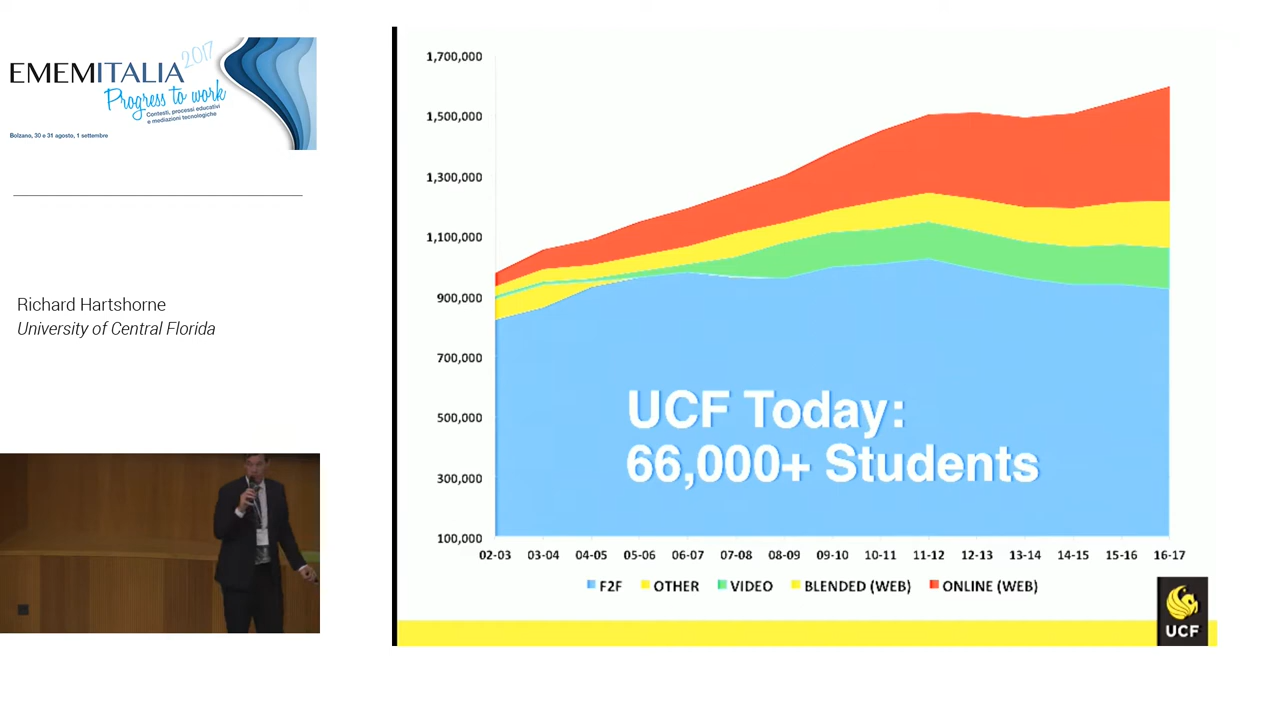 EMEMITALIA 2017
Progress to work
Contesti, processi educativi
e mediazioni tecnologiche
Bolzano, 30 e 31 agosto, 1 settembre
Richard Hartshorne
University of Central Florida
1,700,000
1,500,000
1,300,000
1,100,000
900,000
700,000
500,000
300,000
100,000
UCF Today:
66,000+ Students
02-03 03-04 04-05 05-06 06-07 07-08 08-09 09-10 10-11 11-12 12-13 13-14 14-15 15-16 16-17
F2F OTHER VIDEO BLENDED (WEB) ONLINE (WEB)
UCF